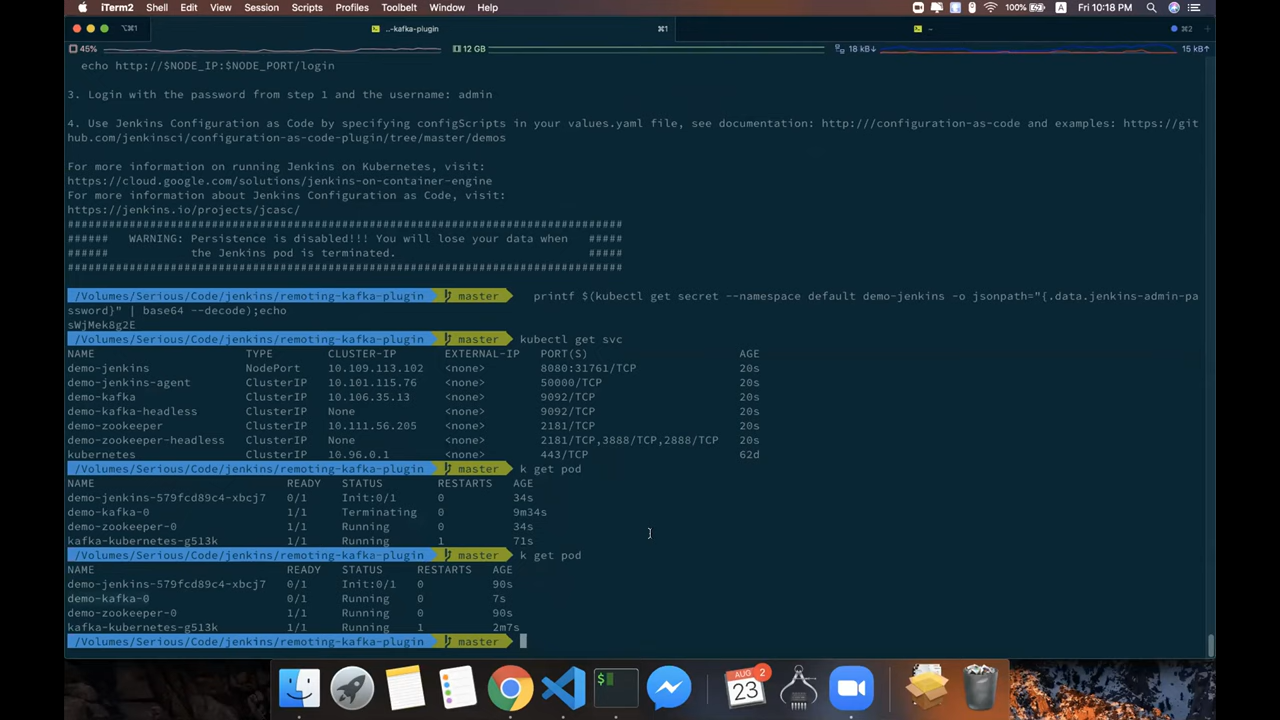 iTerm2 Shell Edit View Session Scripts Profiles Toolbelt Window Help 100% A Fri 10:18 PM
⌥⌘1 ..-kafka-plugin ⌘1 ~ ⌘2
45% 12 GB 18 kB↓ 15 kB↑
echo http://$NODE_IP:$NODE_PORT/login
3. Login with the password from step 1 and the username: admin
4. Use Jenkins Configuration as Code by specifying configScripts in your values.yaml file, see documentation: http:///configuration-as-code and examples: https://git
hub.com/jenkinsci/configuration-as-code-plugin/tree/master/demos
For more information on running Jenkins on Kubernetes, visit:
https://cloud.google.com/solutions/jenkins-on-container-engine
For more information about Jenkins Configuration as Code, visit:
https://jenkins.io/projects/jcasc/
#################################################################################
###### WARNING: Persistence is disabled!!! You will lose your data when #####
###### the Jenkins pod is terminated. #####
#################################################################################
/Volumes/Serious/Code/jenkins/remoting-kafka-plugin master printf $(kubectl get secret --namespace default demo-jenkins -o jsonpath="{.data.jenkins-admin-pa
ssword}" | base64 --decode);echo
sWjMek8g2E
/Volumes/Serious/Code/jenkins/remoting-kafka-plugin master kubectl get svc
NAME TYPE CLUSTER-IP EXTERNAL-IP PORT(S) AGE
demo-jenkins NodePort 10.109.113.102 <none> 8080:31761/TCP 20s
demo-jenkins-agent ClusterIP 10.101.115.76 <none> 50000/TCP 20s
demo-kafka ClusterIP 10.106.35.13 <none> 9092/TCP 20s
demo-kafka-headless ClusterIP None <none> 9092/TCP 20s
demo-zookeeper ClusterIP 10.111.56.205 <none> 2181/TCP 20s
demo-zookeeper-headless ClusterIP None <none> 2181/TCP,3888/TCP,2888/TCP 20s
kubernetes ClusterIP 10.96.0.1 <none> 443/TCP 62d
/Volumes/Serious/Code/jenkins/remoting-kafka-plugin master k get pod
NAME READY STATUS RESTARTS AGE
demo-jenkins-579fcd89c4-xbcj7 0/1 Init:0/1 0 34s
demo-kafka-0 1/1 Terminating 0 9m34s
demo-zookeeper-0 1/1 Running 0 34s
kafka-kubernetes-g513k 1/1 Running 1 71s
/Volumes/Serious/Code/jenkins/remoting-kafka-plugin master k get pod
NAME READY STATUS RESTARTS AGE
demo-jenkins-579fcd89c4-xbcj7 0/1 Init:0/1 0 90s
demo-kafka-0 0/1 Running 0 7s
demo-zookeeper-0 1/1 Running 0 90s
kafka-kubernetes-g513k 1/1 Running 1 2m7s
/Volumes/Serious/Code/jenkins/remoting-kafka-plugin master
AUG 2
23
$